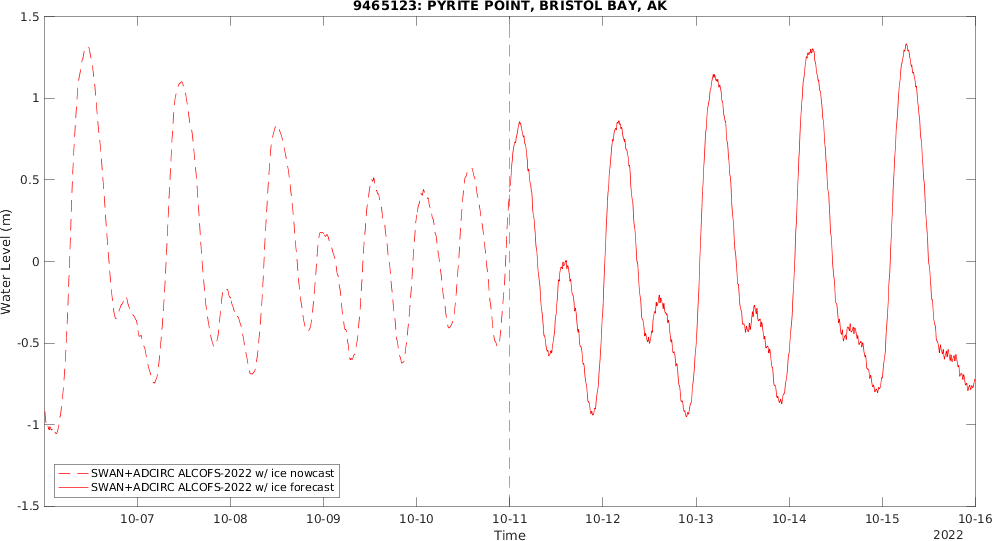 9465123: PYRITE POINT, BRISTOL BAY, AK
1.5
1
0.5
0
-0.5
-1
-1.5
Water Level (m)
SWAN+ADCIRC ALCOFS-2022 w/ ice nowcast
SWAN+ADCIRC ALCOFS-2022 w/ ice forecast
10-07 10-08 10-09 10-10 10-11 10-12 10-13 10-14 10-15 10-16
Time
2022